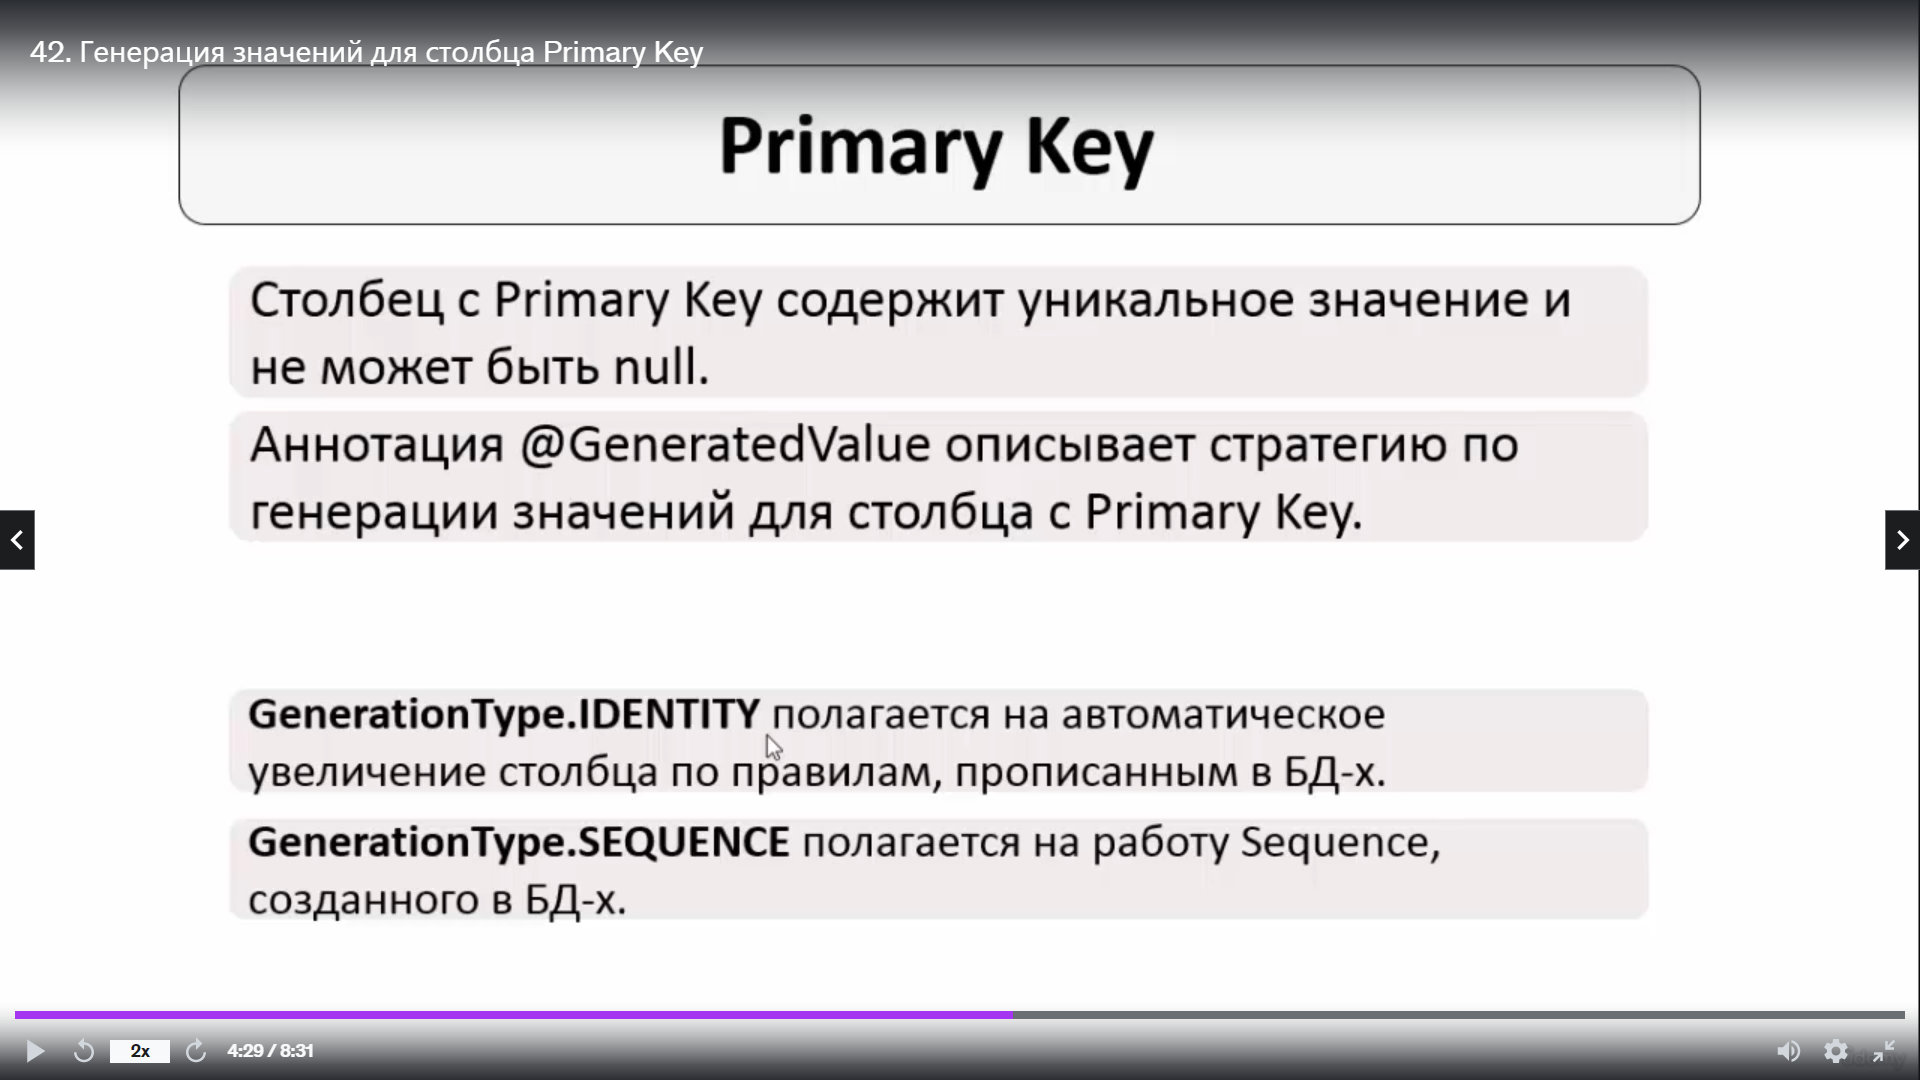 42. Генерация значений для столбца Primary Key
Primary Key
Столбец с Primary Key содержит уникальное значение и
не может быть null.
Аннотация @GeneratedValue описывает стратегию по
генерации значений для столбца с Primary Key.
GenerationType.IDENTITY полагается на автоматическое
увеличение столбца по правилам, прописанным в БД-х.
GenerationType.SEQUENCE полагается на работу Sequence,
созданного в БД-х.
2x
4:29 / 8:31